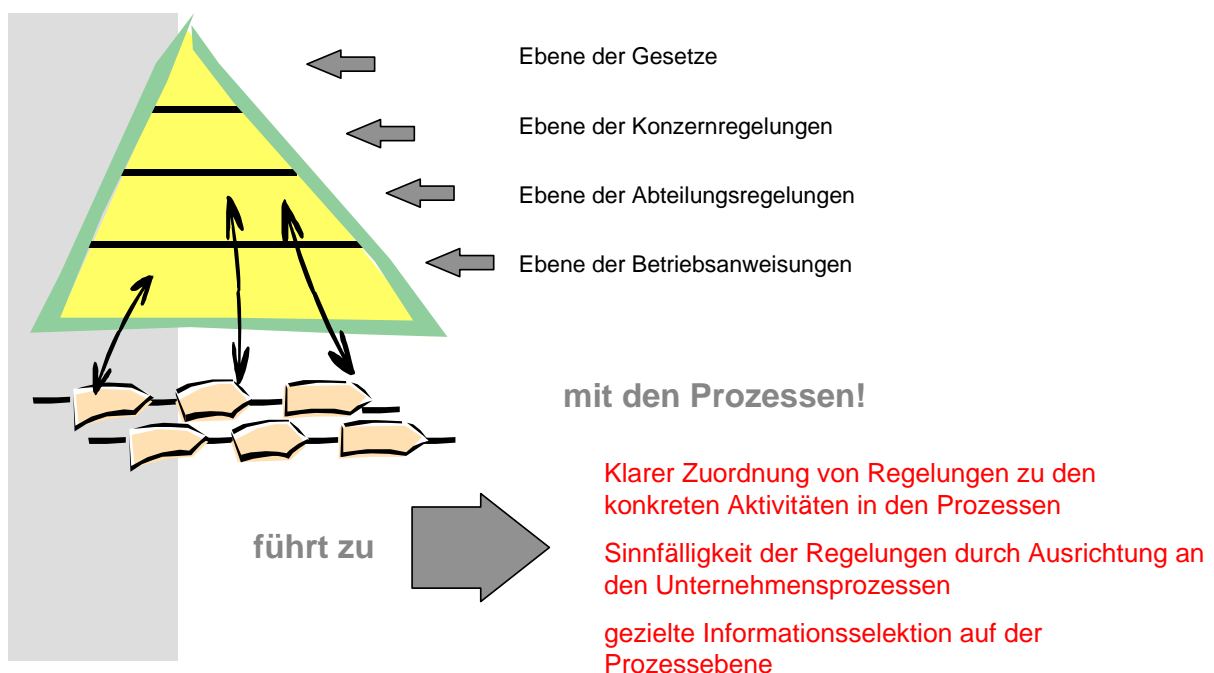 Ebene der Gesetze
Ebene der Konzernregelungen
Ebene der Abteilungsregelungen
Ebene der Betriebsanweisungen
mit den Prozessen!
führt zu
Klarer Zuordnung von Regelungen zu den
konkreten Aktivitäten in den Prozessen
Sinnfälligkeit der Regelungen durch Ausrichtung an
den Unternehmensprozessen
gezielte Informationsselektion auf der
Prozessebene